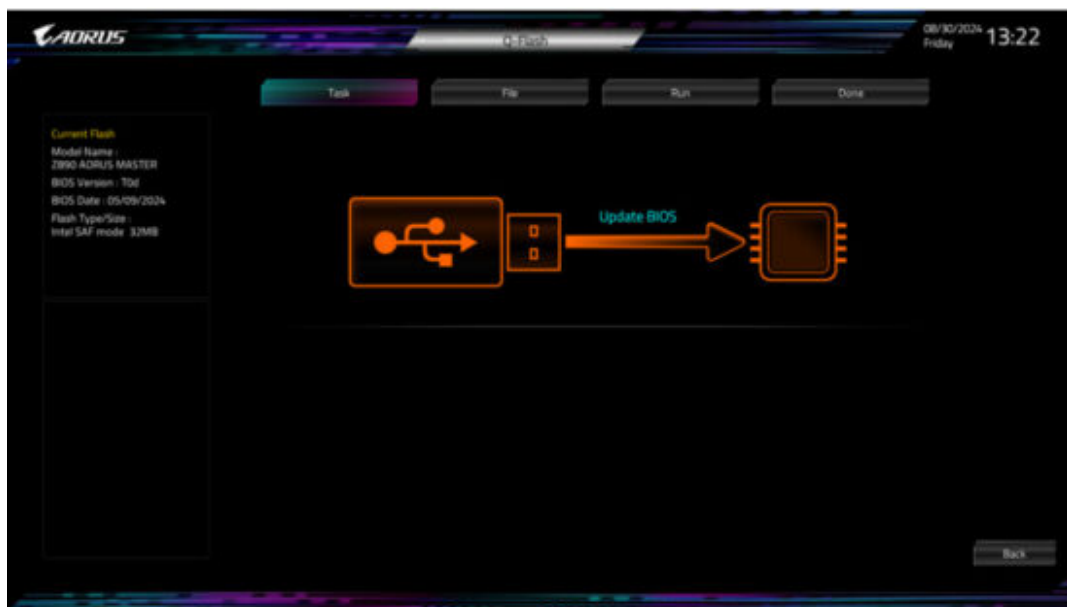 AORUS
Q-Flash
08/30/2024
Friday
13:22
Task
File
Run
Done
Current Flash
Model Name :
Z890 AORUS MASTER
BIOS Version : T0d
BIOS Date : 05/09/2024
Flash Type/Size :
Intel SAF mode 32MB
Update BIOS
Back